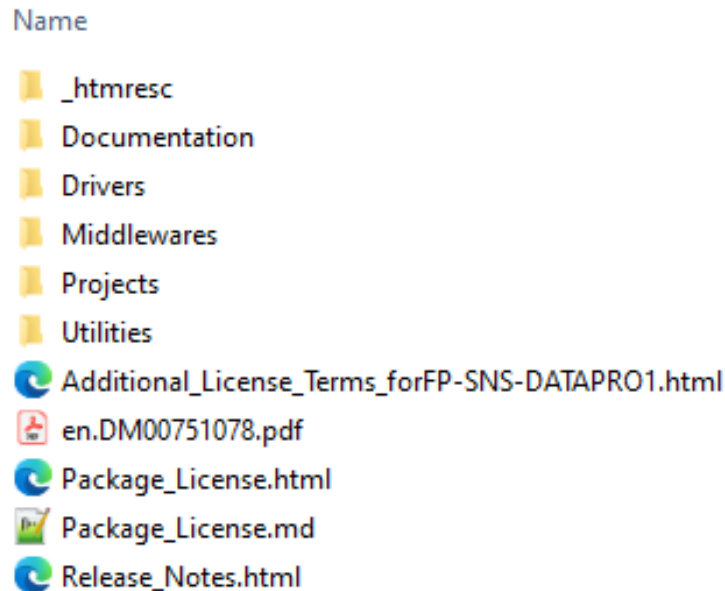 Name
_htmresc
Documentation
Drivers
Middlewares
Projects
Utilities
Additional_License_Terms_forFP-SNS-DATAPRO1.html
en.DM00751078.pdf
Package_License.html
Package_License.md
Release_Notes.html